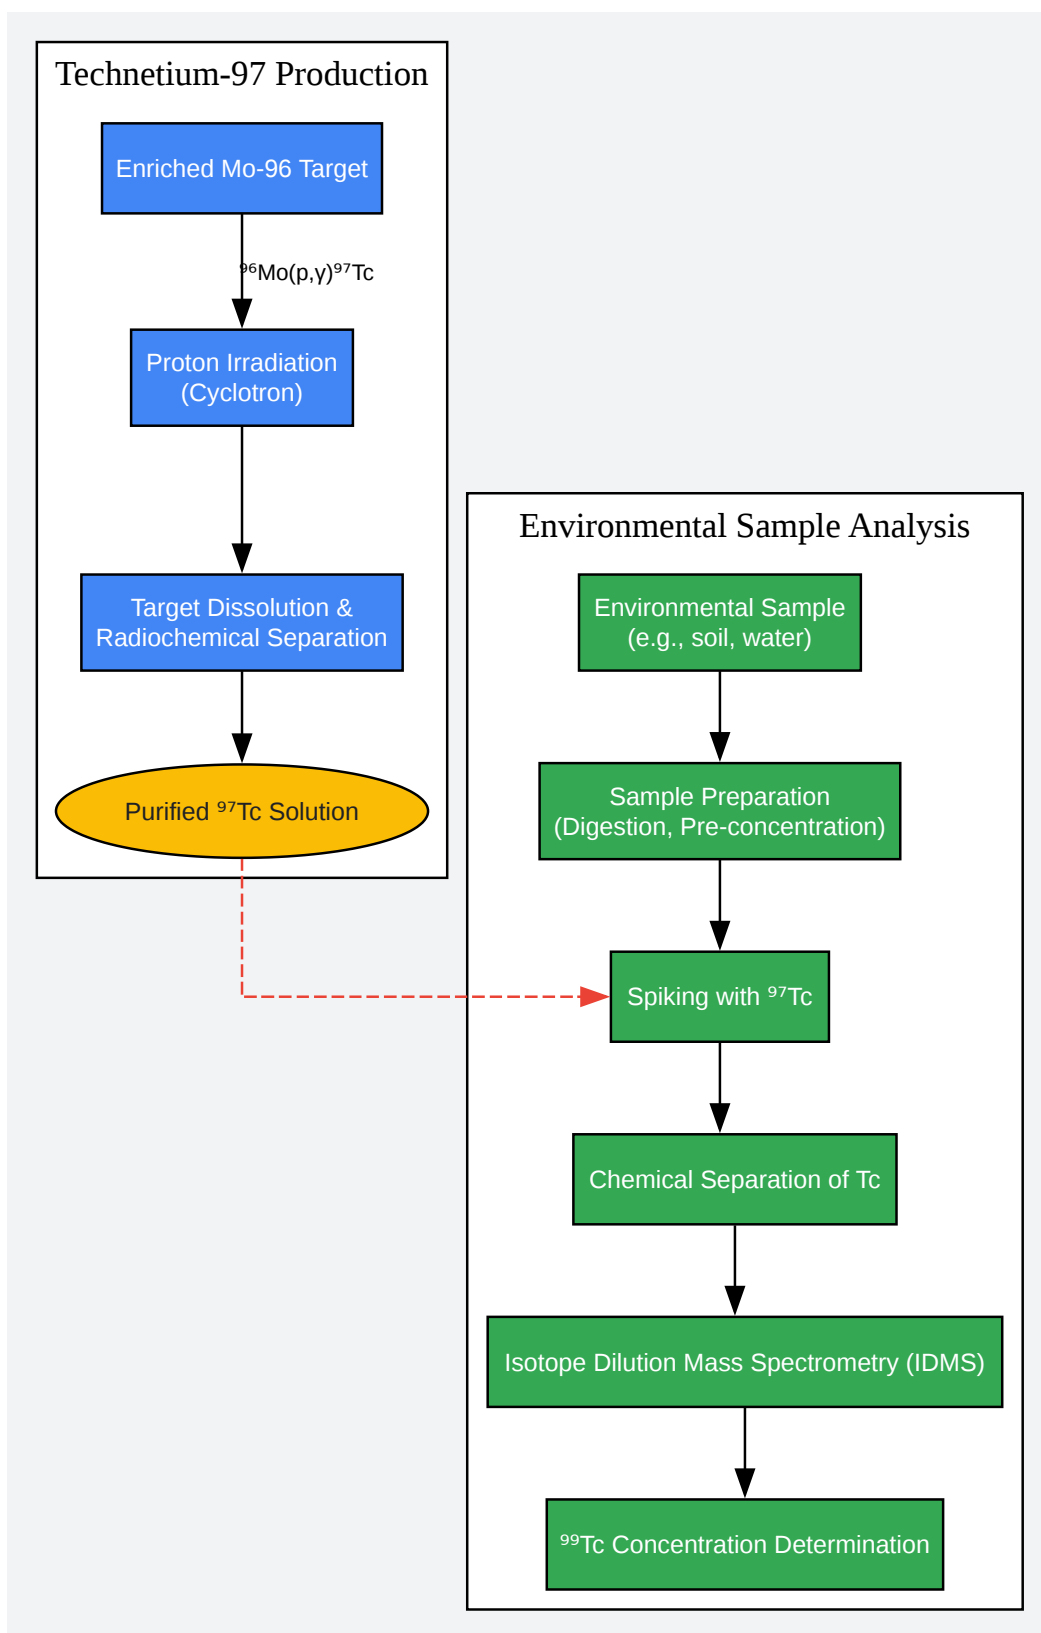 Technetium-97 Production
Enriched Mo-96 Target
⁹⁶Mo(p,γ)⁹⁷Tc
Proton Irradiation
(Cyclotron)
Target Dissolution &
Radiochemical Separation
Purified ⁹⁷Tc Solution
Environmental Sample Analysis
Environmental Sample
(e.g., soil, water)
Sample Preparation
(Digestion, Pre-concentration)
Spiking with ⁹⁷Tc
Chemical Separation of Tc
Isotope Dilution Mass Spectrometry (IDMS)
⁹⁹Tc Concentration Determination